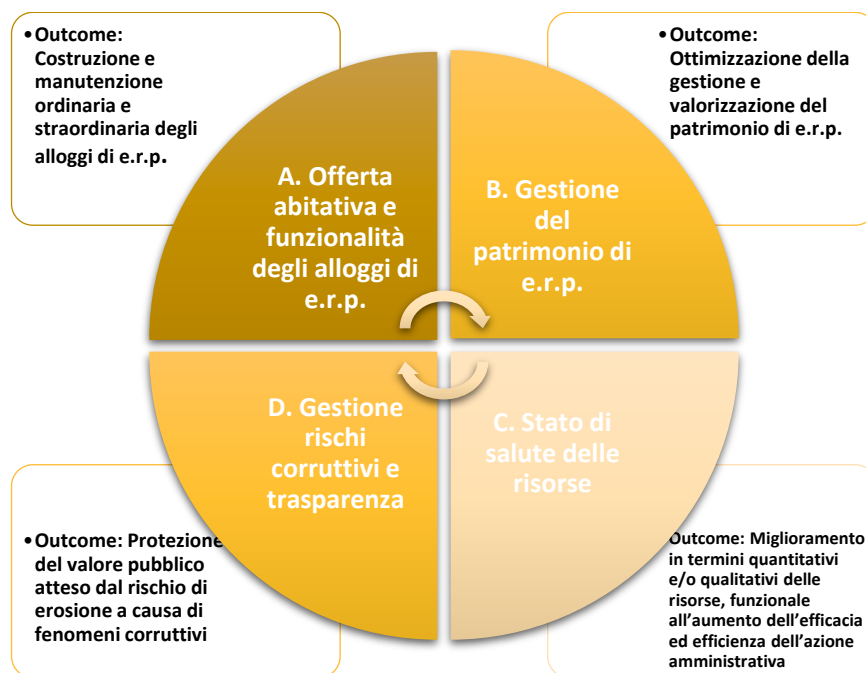 •Outcome:
Costruzione e
manutenzione
ordinaria e
straordinaria degli
alloggi di e.r.p.
•Outcome:
Ottimizzazione della
gestione e
valorizzazione del
patrimonio di e.r.p.
A. Offerta
abitativa e
funzionalità
degli alloggi di
e.r.p.
B. Gestione
del
patrimonio di
e.r.p.
D. Gestione
rischi
corruttivi e
trasparenza
C. Stato di
salute delle
risorse
•Outcome: Protezione
del valore pubblico
atteso dal rischio di
erosione a causa di
fenomeni corruttivi
Outcome: Miglioramento
in termini quantitativi
e/o qualitativi delle
risorse, funzionale
all’aumento dell’efficacia
ed efficienza dell’azione
amministrativa